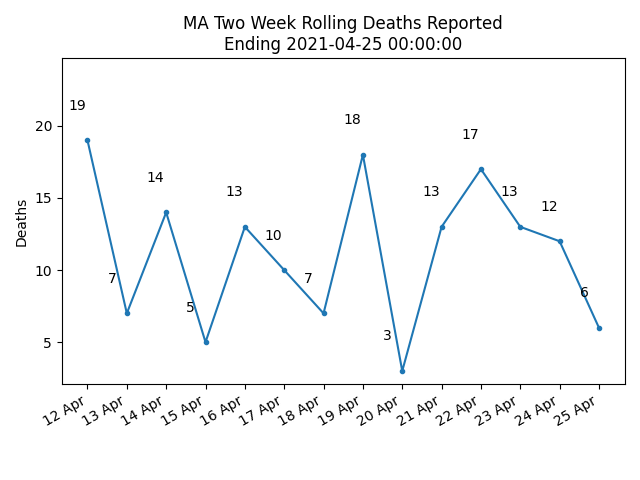 MA Two Week Rolling Deaths Reported
Ending 2021-04-25 00:00:00
Deaths
20
15
10
5
19
7
14
5
13
10
7
18
3
13
17
13
12
6
12 Apr
13 Apr
14 Apr
15 Apr
16 Apr
17 Apr
18 Apr
19 Apr
20 Apr
21 Apr
22 Apr
23 Apr
24 Apr
25 Apr